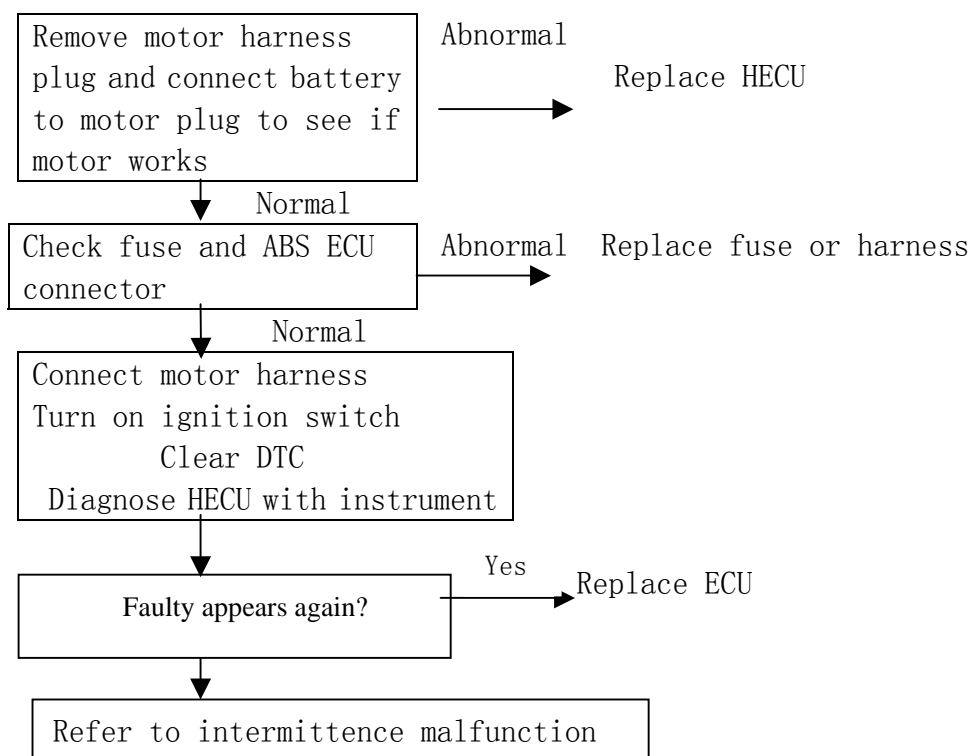 Remove motor harness
plug and connect battery
to motor plug to see if
motor works
Abnormal
Replace HECU
Normal
Check fuse and ABS ECU
connector
Abnormal
Replace fuse or harness
Normal
Connect motor harness
Turn on ignition switch
Clear DTC
Diagnose HECU with instrument
Faulty appears again?
Yes
Replace ECU
Refer to intermittence malfunction